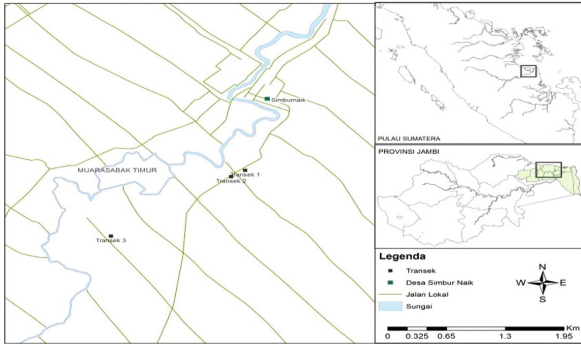 Simburnaik
MUARASABAK TIMUR
Transek 1
Transek 2
Transek 3
PULAU SUMATERA
PROVINSI JAMBI
Legenda
Transek
Desa Simbur Naik
Jalan Lokal
Sungai
N
W
E
S
Km
0 0.325 0.65 1.3 1.95